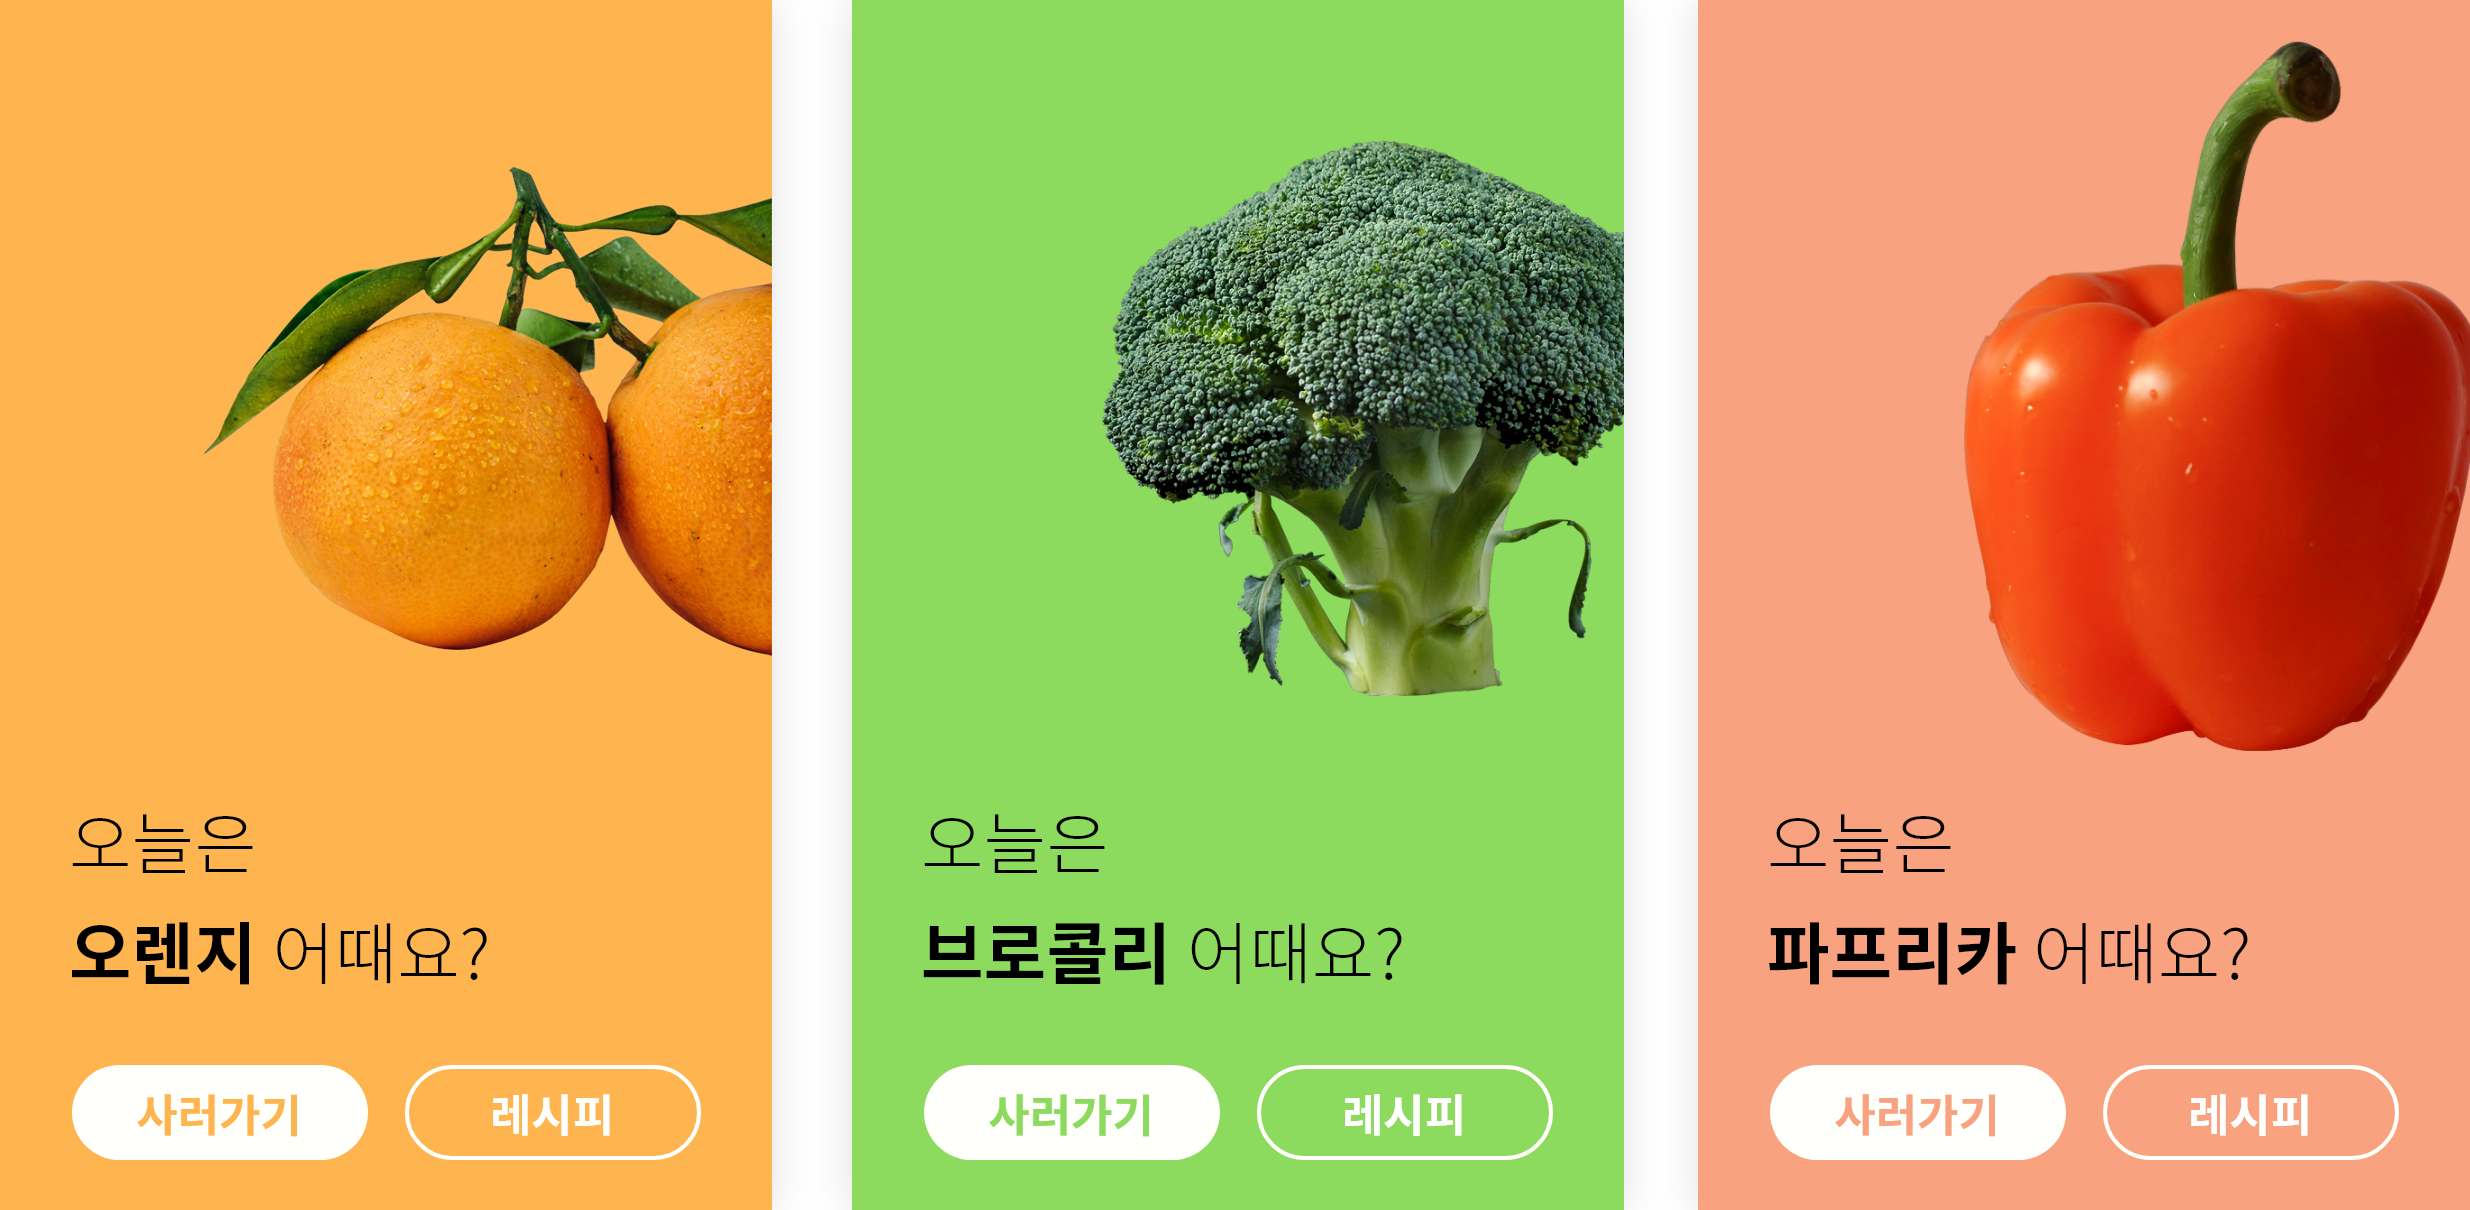 오늘은
오렌지 어때요?
사러가기
레시피
오늘은
브로콜리 어때요?
사러가기
레시피
오늘은
파프리카 어때요?
사러가기
레시피